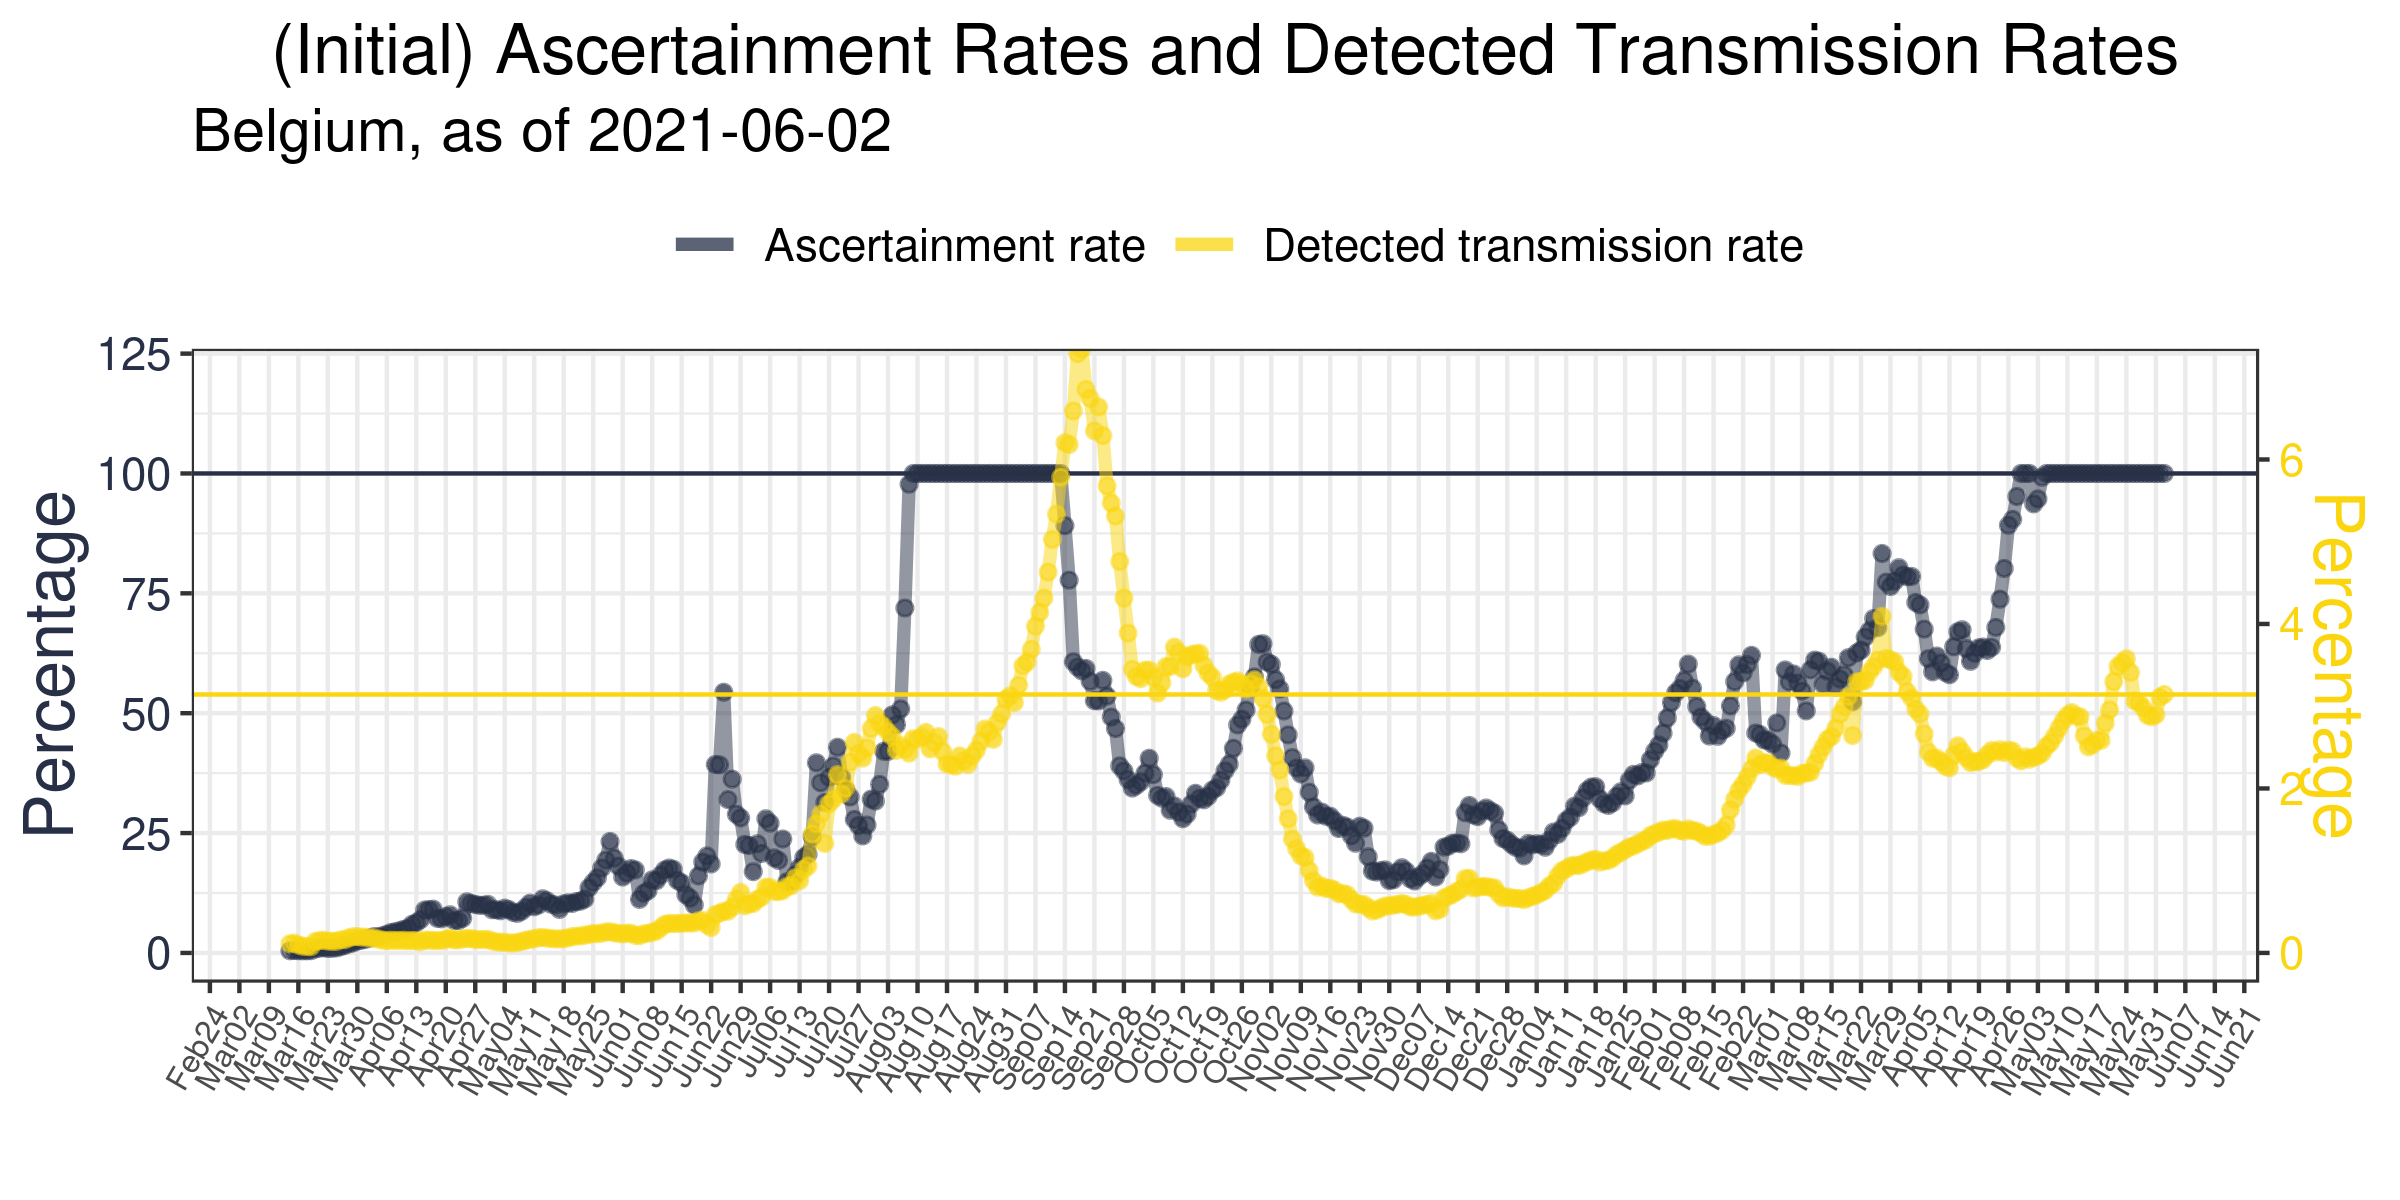 (Initial) Ascertainment Rates and Detected Transmission Rates
Belgium, as of 2021-06-02
Ascertainment rate
Detected transmission rate
Percentage
125
100
75
50
25
0
6
4
2
0
Percentage
Feb24
Mar02
Mar09
Mar16
Mar23
Mar30
Apr06
Apr13
Apr20
Apr27
May04
May11
May18
May25
Jun01
Jun08
Jun15
Jun22
Jun29
Jul06
Jul13
Jul20
Jul27
Aug03
Aug10
Aug17
Aug24
Aug31
Sep07
Sep14
Sep21
Sep28
Oct05
Oct12
Oct19
Oct26
Nov02
Nov09
Nov16
Nov23
Nov30
Dec07
Dec14
Dec21
Dec28
Jan04
Jan11
Jan18
Jan25
Feb01
Feb08
Feb15
Feb22
Mar01
Mar08
Mar15
Mar22
Mar29
Apr05
Apr12
Apr19
Apr26
May03
May10
May17
May24
May31
Jun07
Jun14
Jun21